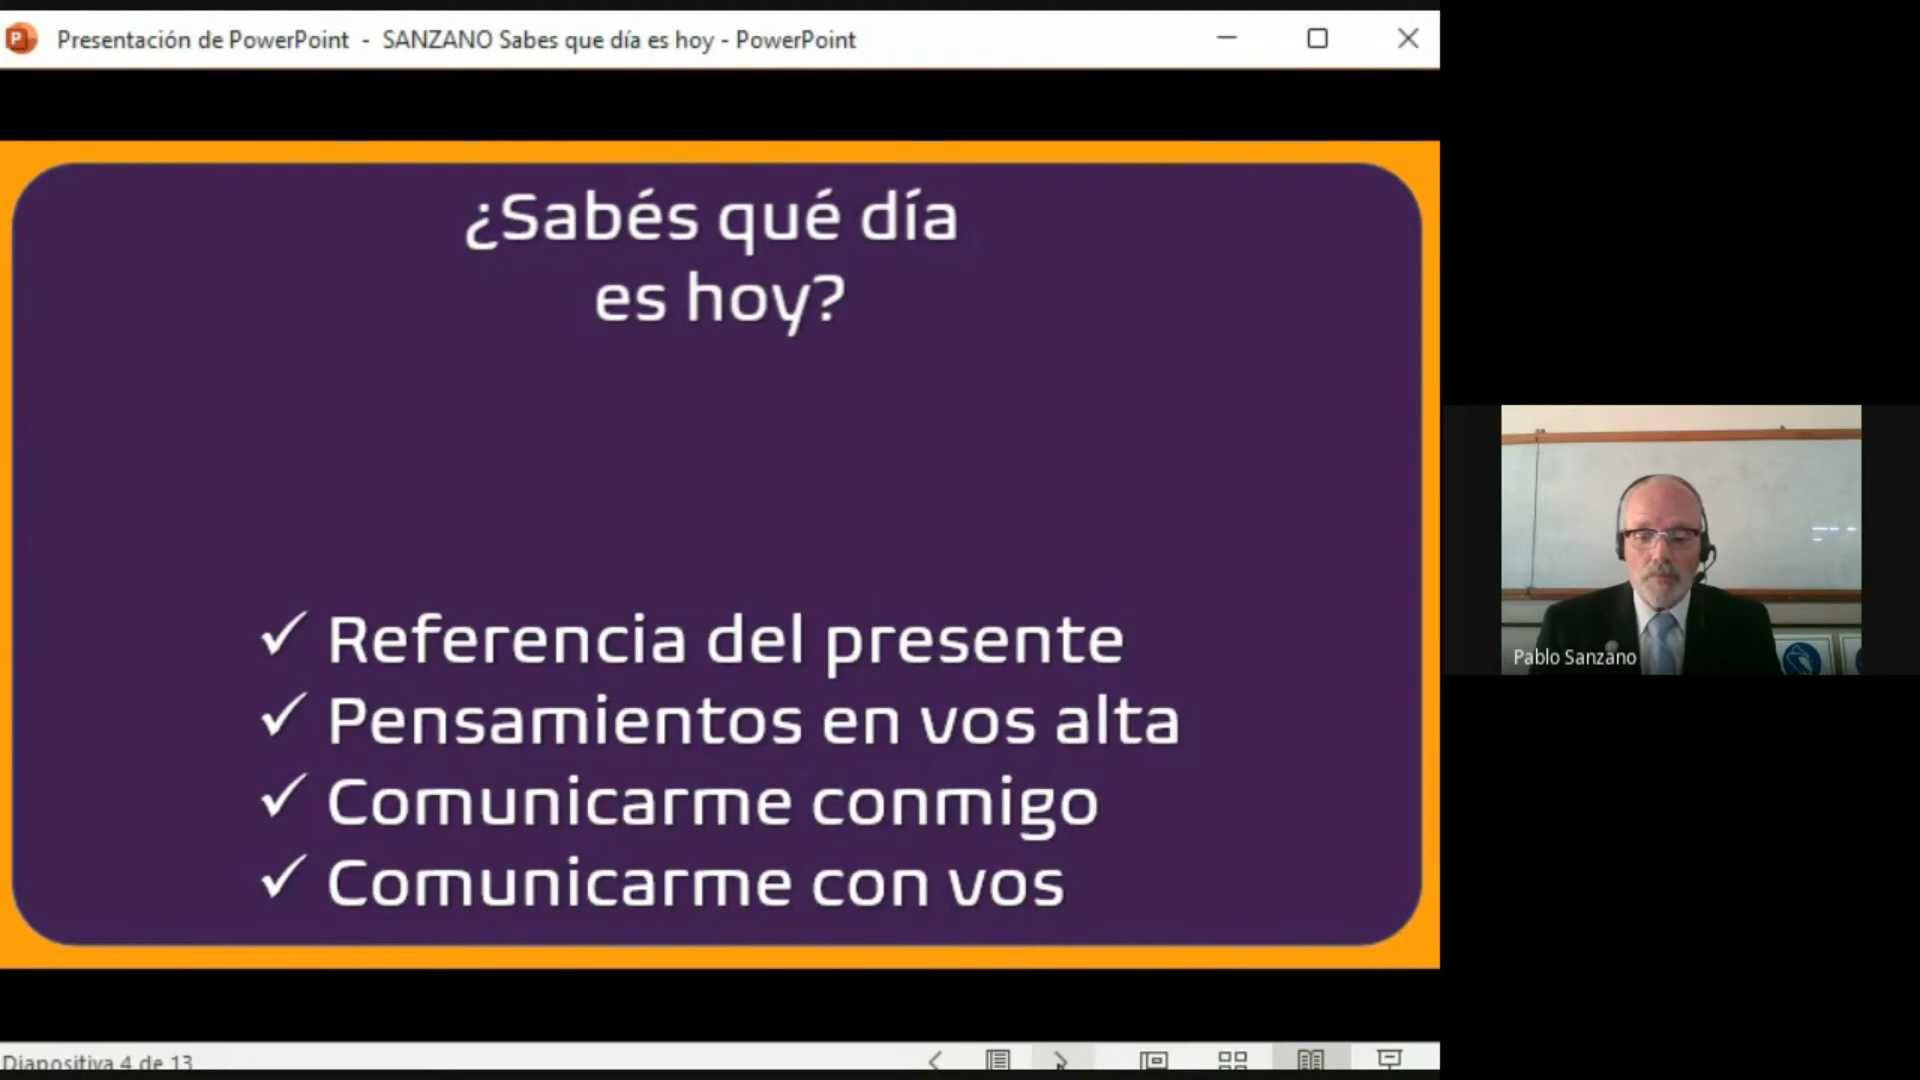 Presentación de PowerPoint - SANZANO Sabes que día es hoy - PowerPoint
¿Sabés qué día
es hoy?
✓ Referencia del presente
✓ Pensamientos en vos alta
✓ Comunicarme conmigo
✓ Comunicarme con vos
Pablo Sanzano
Diapositiva 4 de 13